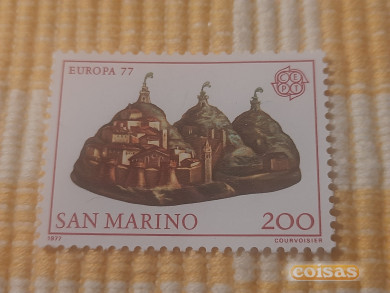 EUROPA 77
CEPT
SAN MARINO 200
1977 COURVOISIER
coisas